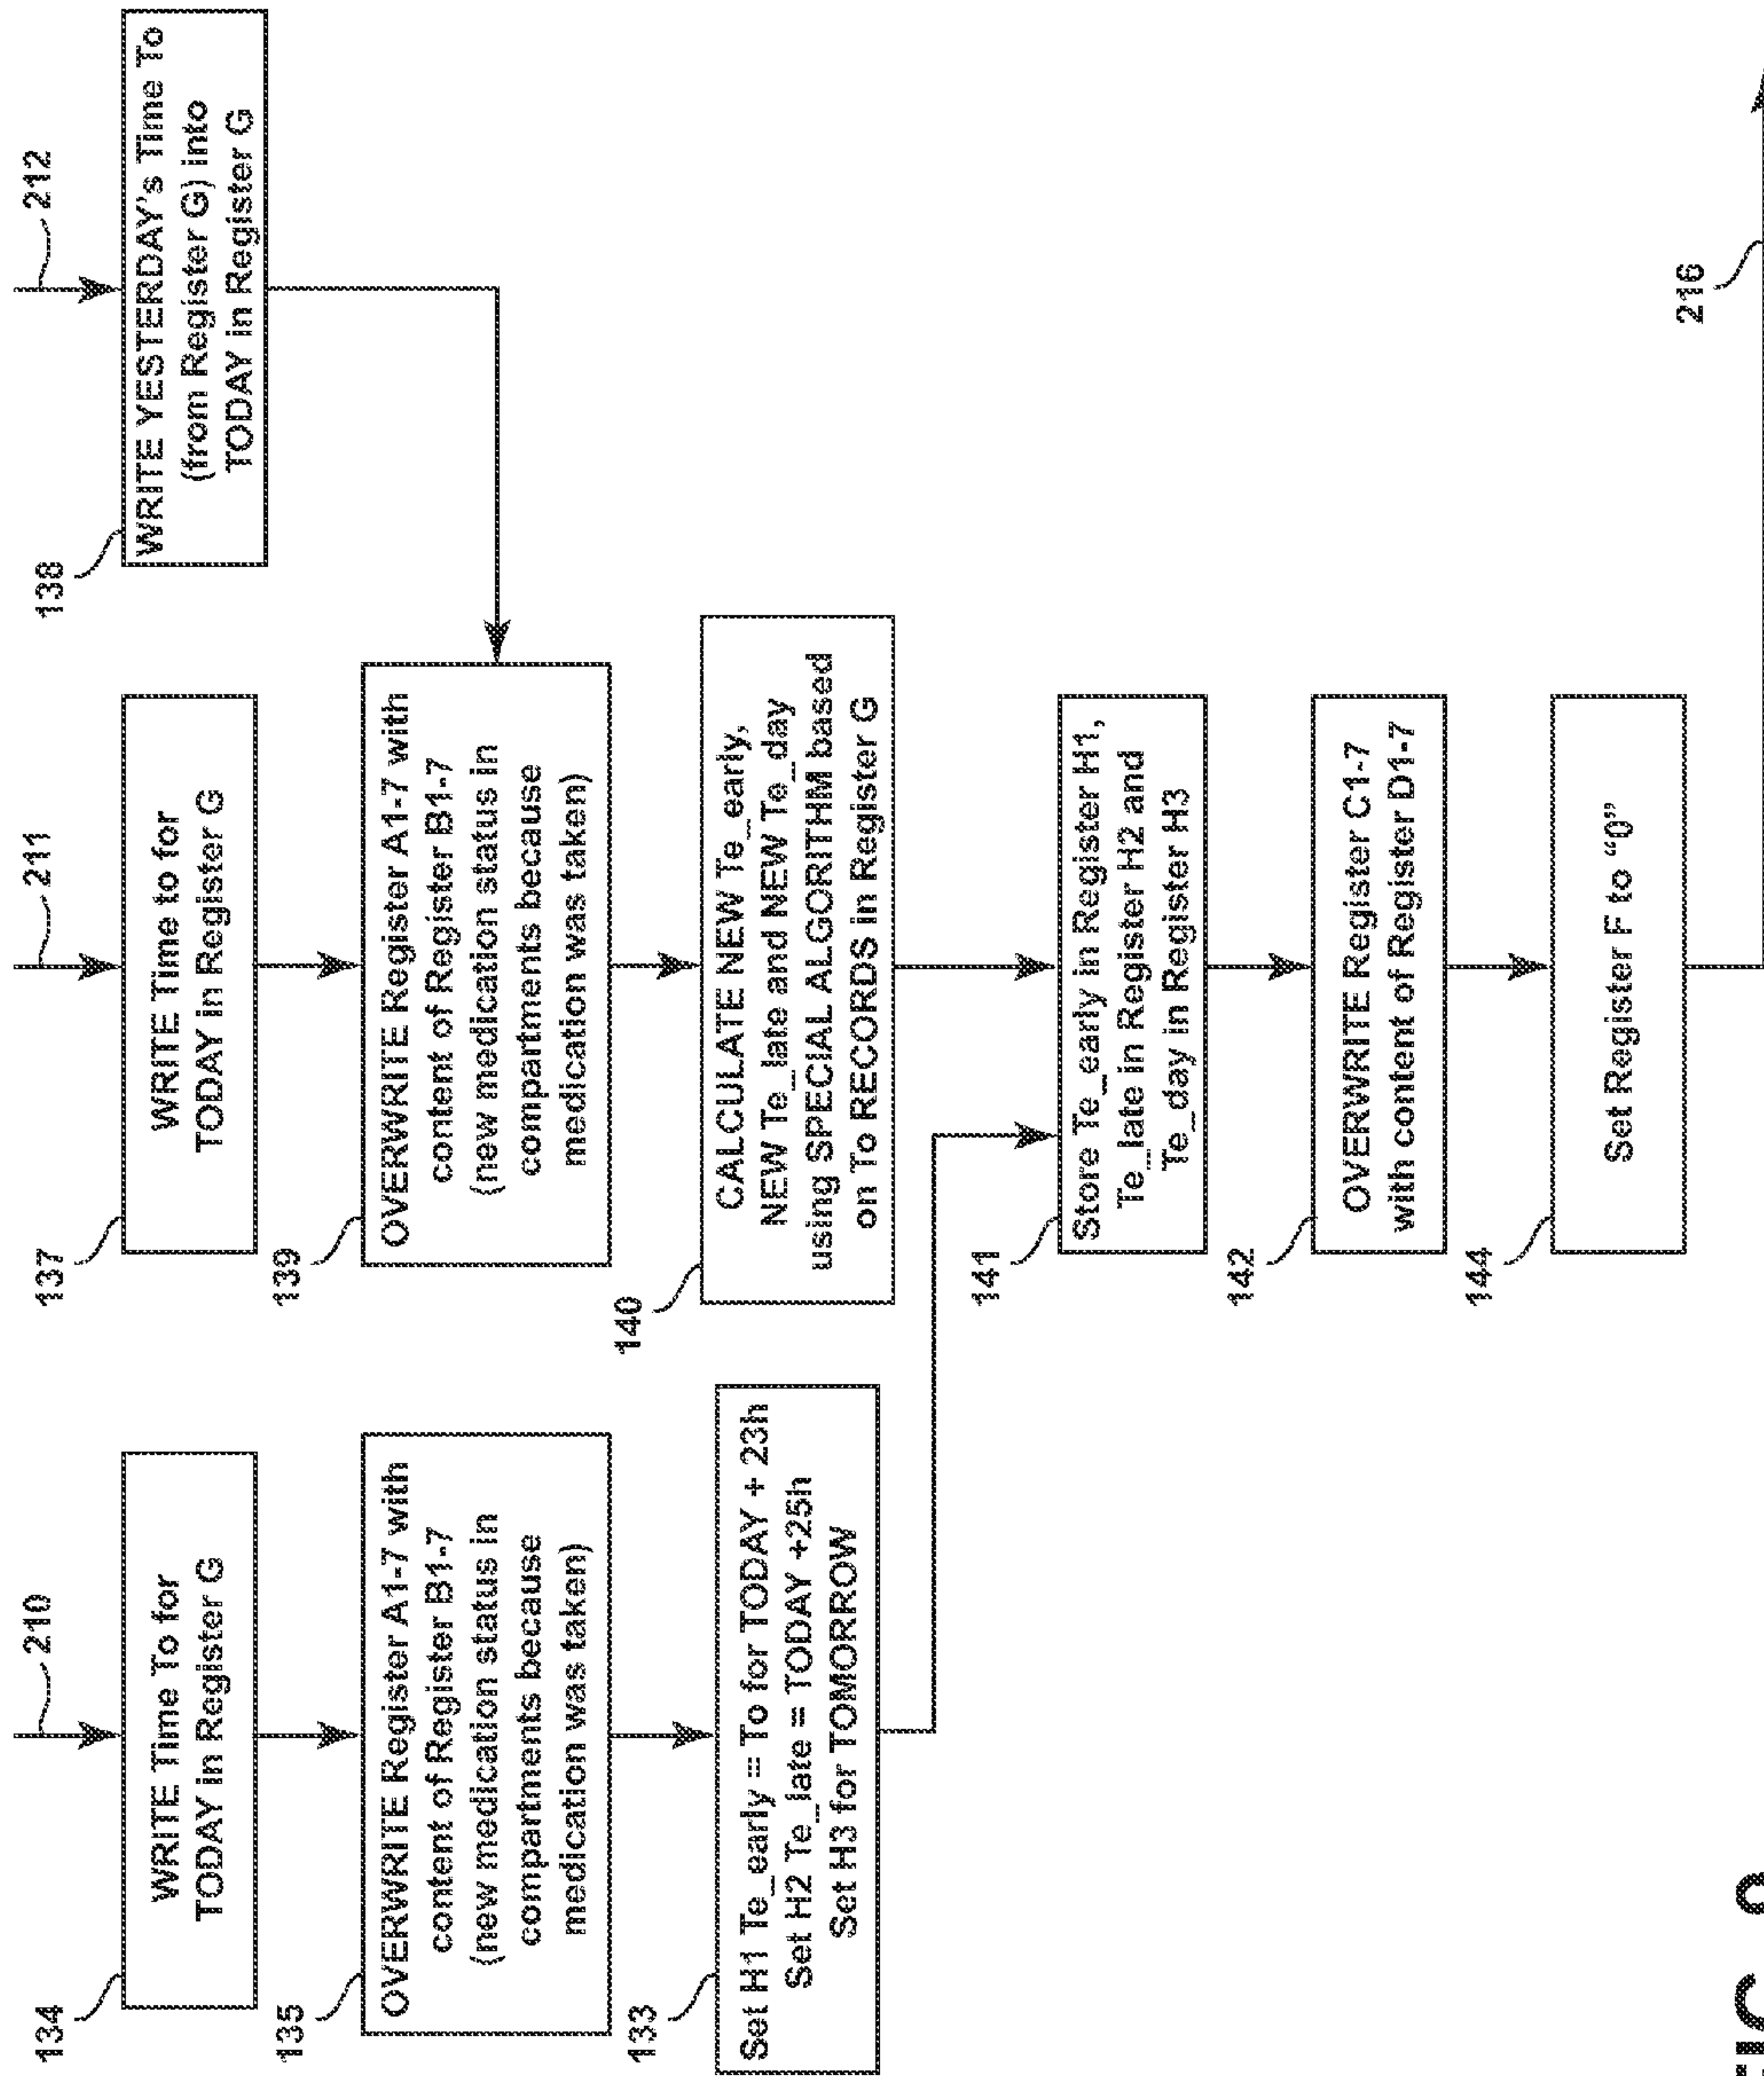 210
134
WRITE Time To for
TODAY in Register G
135
OVERWRITE Register A1-7 with
content of Register B1-7
(new medication status in
compartments because
medication was taken)
133
Set H1 Te_early = To for TODAY + 23h
Set H2 Te_late = TODAY +25h
Set H3 for TOMORROW
211
137
WRITE Time to for
TODAY in Register G
139
OVERWRITE Register A1-7 with
content of Register B1-7
(new medication status in
compartments because
medication was taken)
140
CALCULATE NEW Te_early,
NEW Te_late and NEW Te_day
using SPECIAL ALGORITHM based
on To RECORDS in Register G
141
Store Te_early in Register H1,
Te_late in Register H2 and
Te_day in Register H3
142
OVERWRITE Register C1-7
with content of Register D1-7
144
Set Register F to “0”
212
138
WRITE YESTERDAY's Time To
(from Register G) into
TODAY in Register G
216